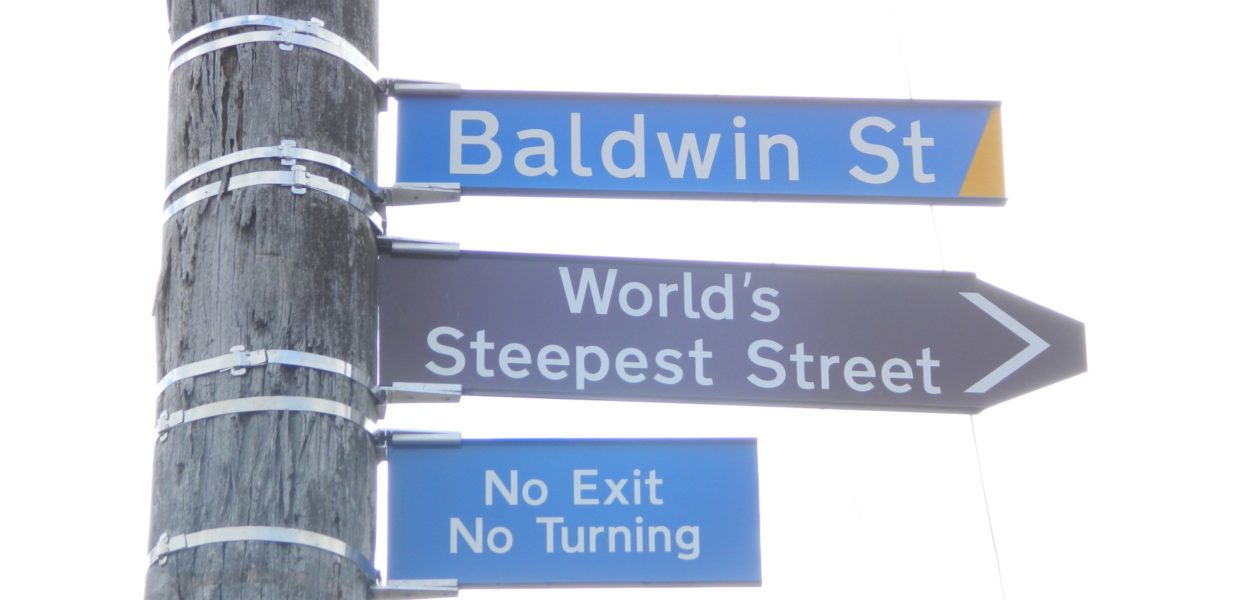 Baldwin St
World's
Steepest Street
No Exit
No Turning